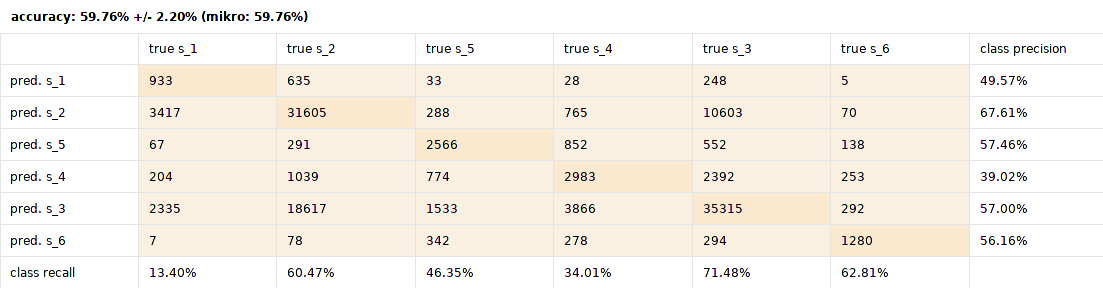 accuracy: 59.76% +/- 2.20% (mikro: 59.76%)
true s_1 true s_2 true s_5 true s_4 true s_3 true s_6 class precision
pred. s_1 933 635 33 28 248 5 49.57%
pred. s_2 3417 31605 288 765 10603 70 67.61%
pred. s_5 67 291 2566 852 552 138 57.46%
pred. s_4 204 1039 774 2983 2392 253 39.02%
pred. s_3 2335 18617 1533 3866 35315 292 57.00%
pred. s_6 7 78 342 278 294 1280 56.16%
class recall 13.40% 60.47% 46.35% 34.01% 71.48% 62.81%